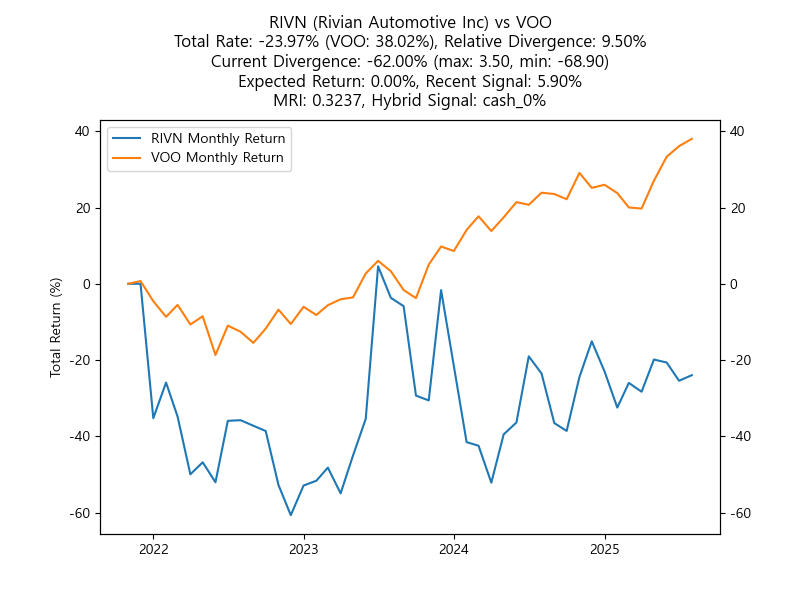 RIVN (Rivian Automotive Inc) vs VOO
Total Rate: -23.97% (VOO: 38.02%), Relative Divergence: 9.50%
Current Divergence: -62.00% (max: 3.50, min: -68.90)
Expected Return: 0.00%, Recent Signal: 5.90%
MRI: 0.3237, Hybrid Signal: cash_0%
RIVN Monthly Return
VOO Monthly Return
40 40
20 20
0 0
Total Return (%)
-20 -20
-40 -40
-60 -60
2022 2023 2024 2025